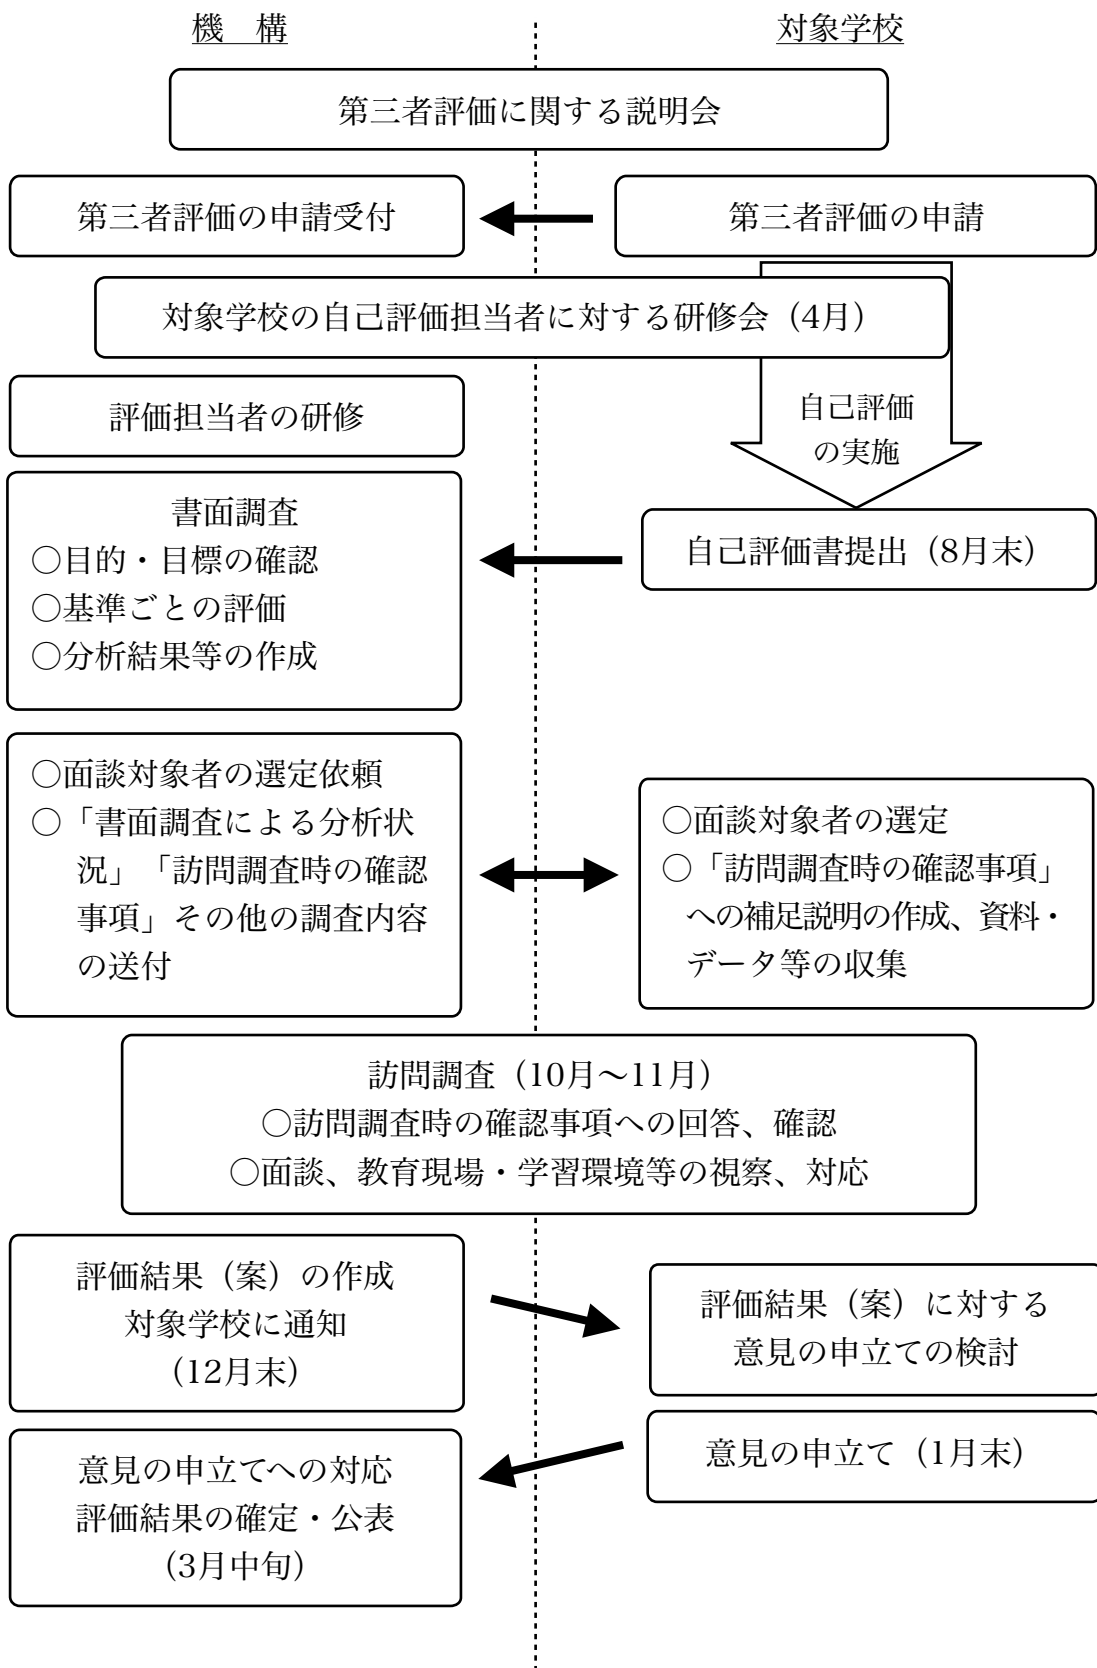 機　構
対象学校
第三者評価に関する説明会
第三者評価の申請受付
第三者評価の申請
対象学校の自己評価担当者に対する研修会（4月）
評価担当者の研修
自己評価
の実施
書面調査
○目的・目標の確認
○基準ごとの評価
○分析結果等の作成
自己評価書提出（8月末）
○面談対象者の選定依頼
○「書面調査による分析状
況」「訪問調査時の確認
事項」その他の調査内容
の送付
○面談対象者の選定
○「訪問調査時の確認事項」
への補足説明の作成、資料・
データ等の収集
訪問調査（10月～11月）
○訪問調査時の確認事項への回答、確認
○面談、教育現場・学習環境等の視察、対応
評価結果（案）の作成
対象学校に通知
（12月末）
評価結果（案）に対する
意見の申立ての検討
意見の申立て（1月末）
意見の申立てへの対応
評価結果の確定・公表
（3月中旬）